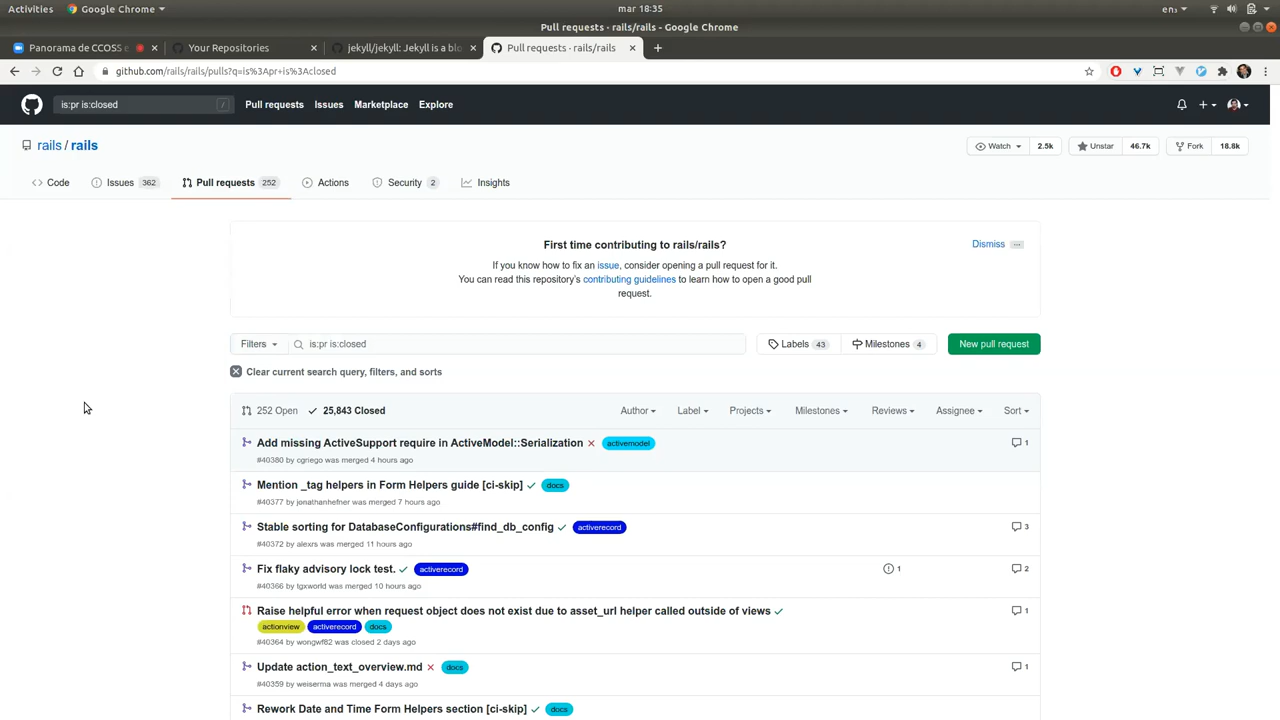 Activities Google Chrome mar 18:35 en₃
Pull requests · rails/rails - Google Chrome
Panorama de CCOSS e × Your Repositories × jekyll/jekyll: Jekyll is a blo × Pull requests · rails/rails × +
github.com/rails/rails/pulls?q=is%3Apr+is%3Aclosed
is:pr is:closed / Pull requests Issues Marketplace Explore
rails / rails Watch 2.5k Unstar 46.7k Fork 18.8k
Code Issues 362 Pull requests 252 Actions Security 2 Insights
First time contributing to rails/rails? Dismiss
If you know how to fix an issue, consider opening a pull request for it.
You can read this repository's contributing guidelines to learn how to open a good pull
request.
Filters is:pr is:closed Labels 43 Milestones 4 New pull request
Clear current search query, filters, and sorts
252 Open 25,843 Closed Author Label Projects Milestones Reviews Assignee Sort
Add missing ActiveSupport require in ActiveModel::Serialization activemodel 1
#40380 by cgriego was merged 4 hours ago
Mention _tag helpers in Form Helpers guide [ci-skip] docs
#40377 by jonathanhefner was merged 7 hours ago
Stable sorting for DatabaseConfigurations#find_db_config activerecord 3
#40372 by alexrs was merged 11 hours ago
Fix flaky advisory lock test. activerecord 1 2
#40366 by tgxworld was merged 10 hours ago
Raise helpful error when request object does not exist due to asset_url helper called outside of views 1
actionview activerecord docs
#40364 by wongwf82 was closed 2 days ago
Update action_text_overview.md docs 1
#40359 by weiserma was merged 4 days ago
Rework Date and Time Form Helpers section [ci-skip] docs